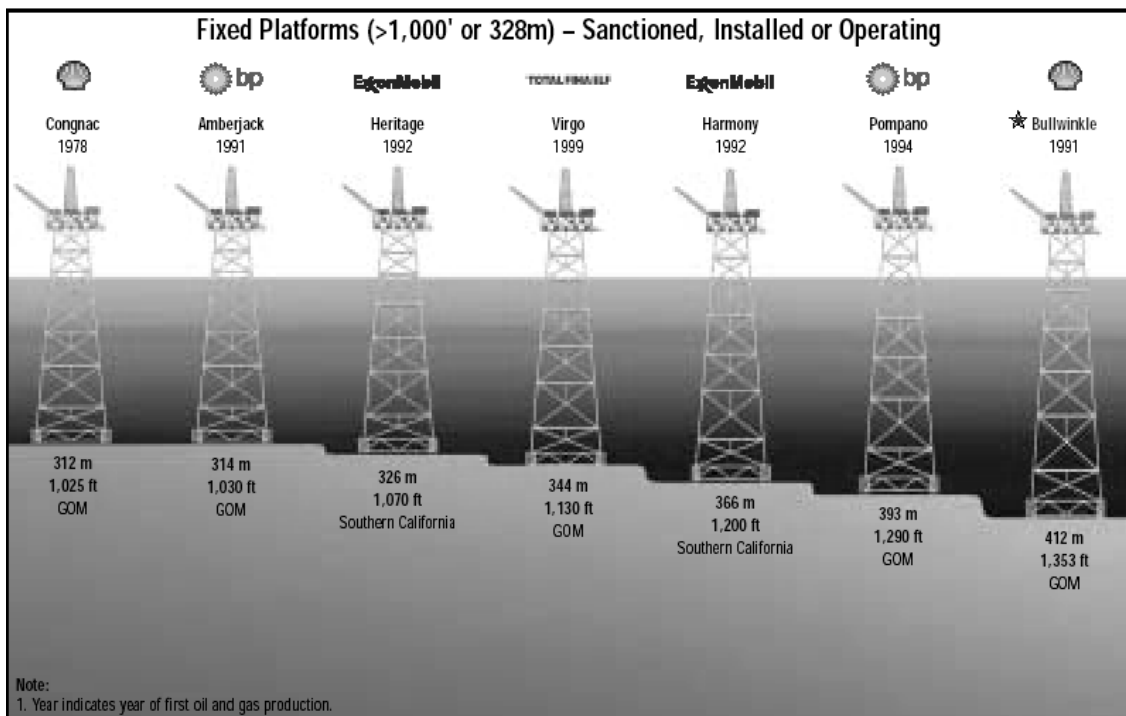 Fixed Platforms (>1,000' or 328m) – Sanctioned, Installed or Operating
bp
ExxonMobil
TOTAL FINA ELF
ExxonMobil
bp
Congnac
1978
Amberjack
1991
Heritage
1992
Virgo
1999
Harmony
1992
Pompano
1994
Bullwinkle
1991
312 m
1,025 ft
GOM
314 m
1,030 ft
GOM
326 m
1,070 ft
Southern California
344 m
1,130 ft
GOM
366 m
1,200 ft
Southern California
393 m
1,290 ft
GOM
412 m
1,353 ft
GOM
Note:
1. Year indicates year of first oil and gas production.